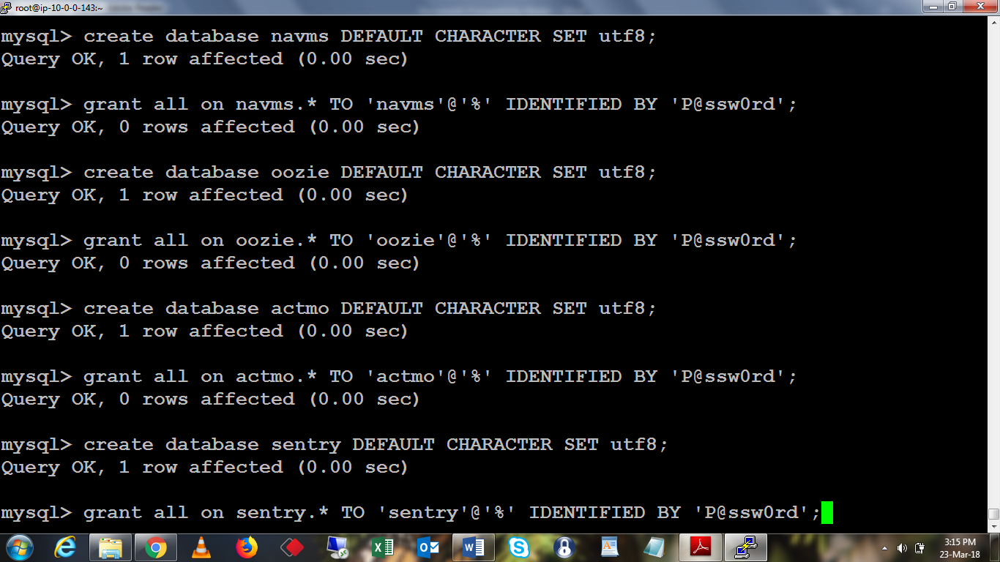 root@ip-10-0-0-143:~
mysql> create database navms DEFAULT CHARACTER SET utf8;
Query OK, 1 row affected (0.00 sec)
mysql> grant all on navms.* TO 'navms'@'%' IDENTIFIED BY 'P@ssw0rd';
Query OK, 0 rows affected (0.00 sec)
mysql> create database oozie DEFAULT CHARACTER SET utf8;
Query OK, 1 row affected (0.00 sec)
mysql> grant all on oozie.* TO 'oozie'@'%' IDENTIFIED BY 'P@ssw0rd';
Query OK, 0 rows affected (0.00 sec)
mysql> create database actmo DEFAULT CHARACTER SET utf8;
Query OK, 1 row affected (0.00 sec)
mysql> grant all on actmo.* TO 'actmo'@'%' IDENTIFIED BY 'P@ssw0rd';
Query OK, 0 rows affected (0.00 sec)
mysql> create database sentry DEFAULT CHARACTER SET utf8;
Query OK, 1 row affected (0.00 sec)
mysql> grant all on sentry.* TO 'sentry'@'%' IDENTIFIED BY 'P@ssw0rd';
3:15 PM
23-Mar-18